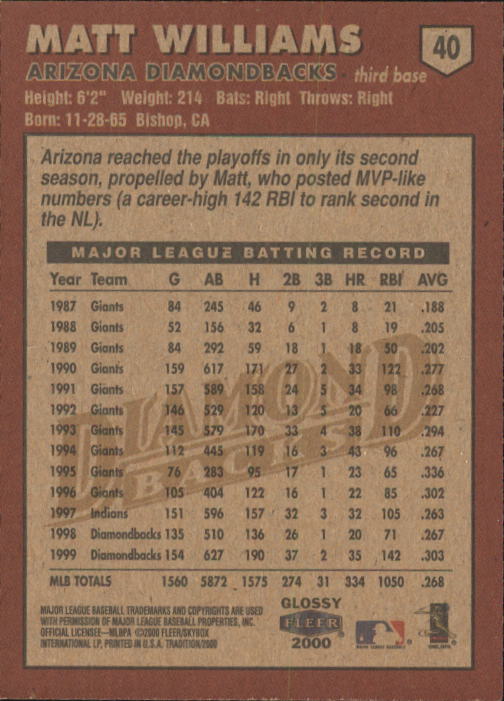 MATT WILLIAMS
40
ARIZONA DIAMONDBACKS third base
Height: 6'2" Weight: 214 Bats: Right Throws: Right
Born: 11-28-65 Bishop, CA
Arizona reached the playoffs in only its second
season, propelled by Matt, who posted MVP-like
numbers (a career-high 142 RBI to rank second in
the NL).
MAJOR LEAGUE BATTING RECORD
Year Team G AB H 2B 3B HR RBI AVG
1987 Giants 84 245 46 9 2 8 21 .188
1988 Giants 52 156 32 6 1 8 19 .205
1989 Giants 84 292 59 18 1 18 50 .202
1990 Giants 159 617 171 27 2 33 122 .277
1991 Giants 157 589 158 24 5 34 98 .268
1992 Giants 146 529 120 13 5 20 66 .227
1993 Giants 145 579 170 33 4 38 110 .294
1994 Giants 112 445 119 16 3 43 96 .267
1995 Giants 76 283 95 17 1 23 65 .336
1996 Giants 105 404 122 16 1 22 85 .302
1997 Indians 151 596 157 32 3 32 105 .263
1998 Diamondbacks 135 510 136 26 1 20 71 .267
1999 Diamondbacks 154 627 190 37 2 35 142 .303
MLB TOTALS 1560 5872 1575 274 31 334 1050 .268
DIAMOND
BACKS
MAJOR LEAGUE BASEBALL TRADEMARKS AND COPYRIGHTS ARE USED
WITH PERMISSION OF MAJOR LEAGUE BASEBALL PROPERTIES, INC.
OFFICIAL LICENSEE—MLBPA ©2000 FLEER/SKYBOX
INTERNATIONAL LP, PRINTED IN U.S.A. TRADITION/2000
GLOSSY
FLEER
2000